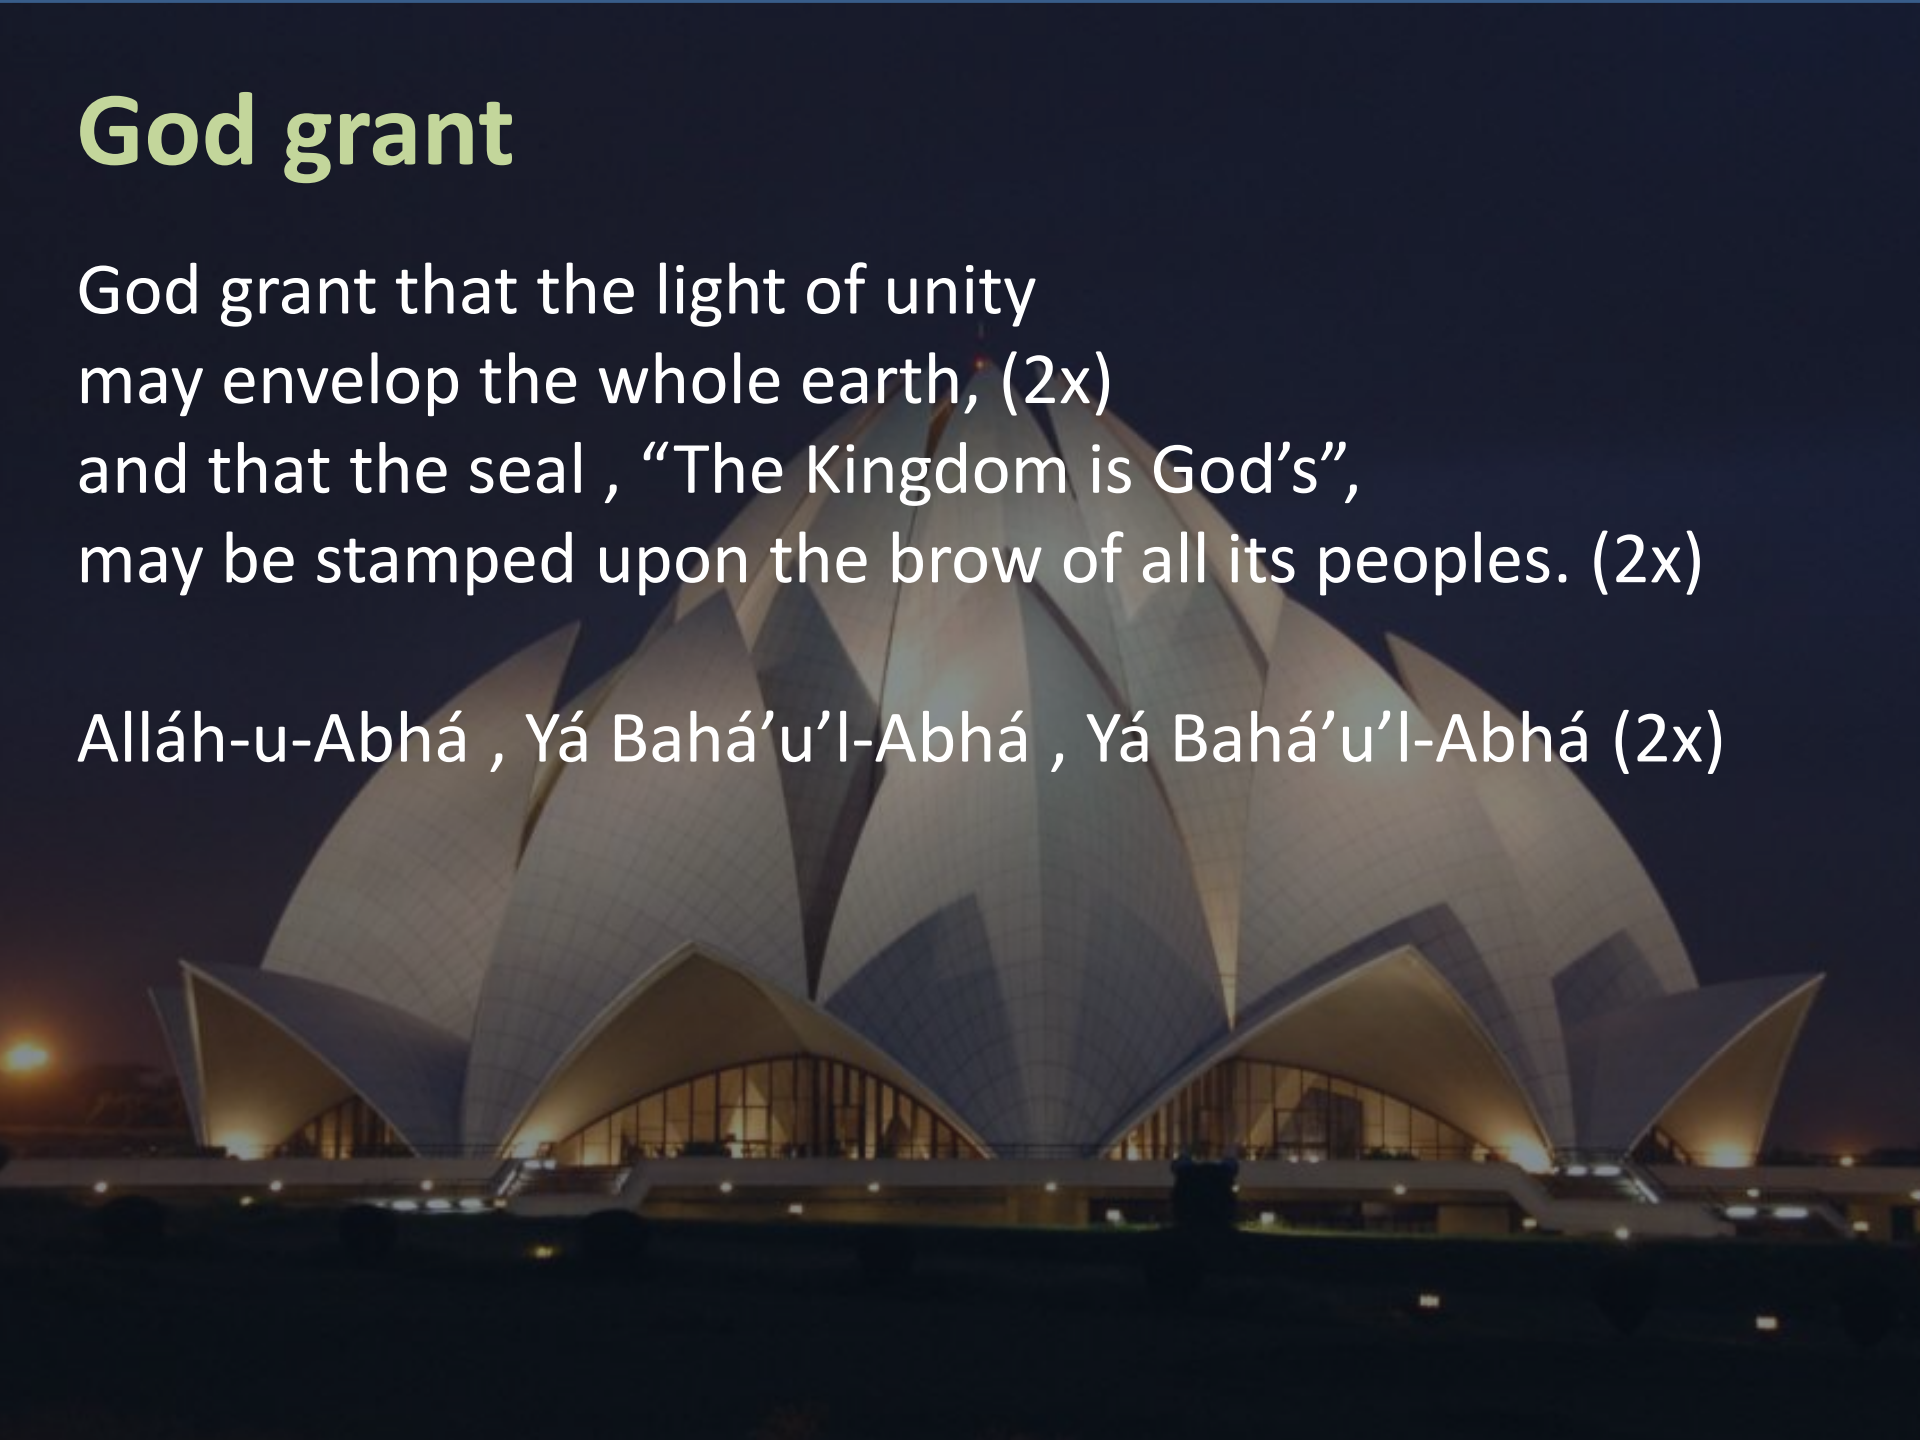 God grant
God grant that the light of unity
may envelop the whole earth, (2x)
and that the seal , “The Kingdom is God’s”,
may be stamped upon the brow of all its peoples. (2x)
Alláh-u-Abhá , Yá Bahá’u’l-Abhá , Yá Bahá’u’l-Abhá (2x)